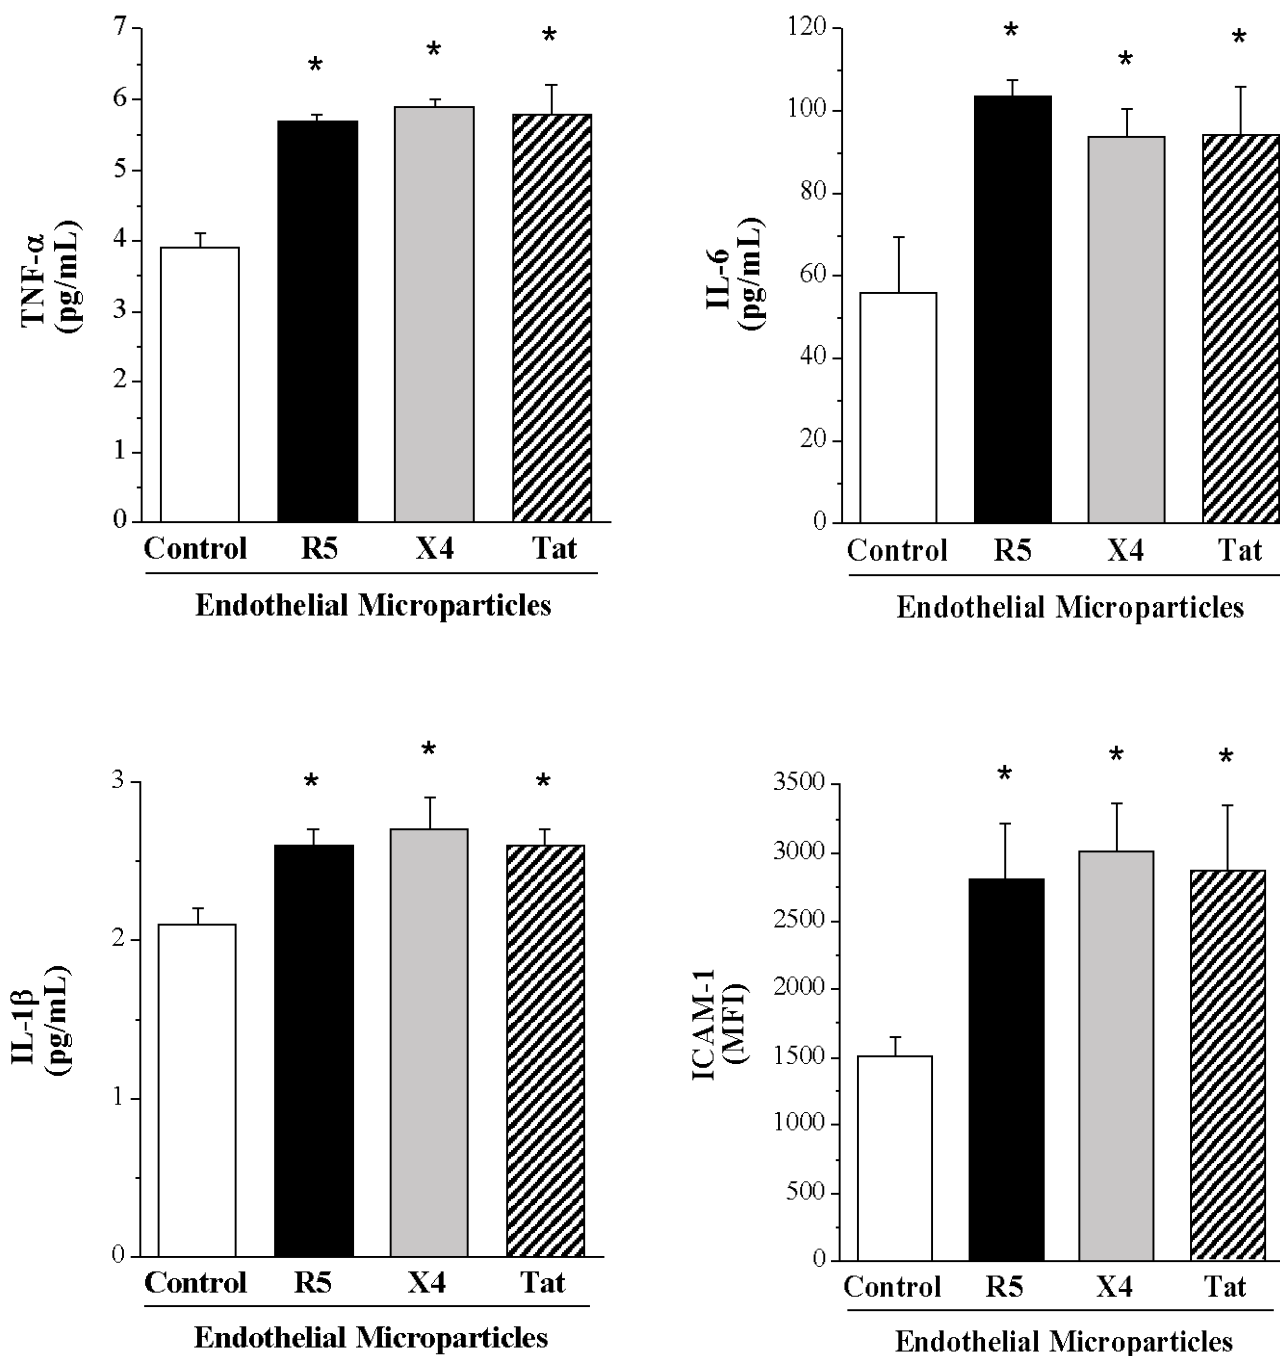 TNF-α
(pg/mL)
7
6
5
4
3
2
1
0
*
*
*
Control R5 X4 Tat
Endothelial Microparticles
IL-6
(pg/mL)
120
100
80
60
40
20
0
*
*
*
Control R5 X4 Tat
Endothelial Microparticles
IL-1β
(pg/mL)
3
2
1
0
*
*
*
Control R5 X4 Tat
Endothelial Microparticles
ICAM-1
(MFI)
3500
3000
2500
2000
1500
1000
500
0
*
*
*
Control R5 X4 Tat
Endothelial Microparticles